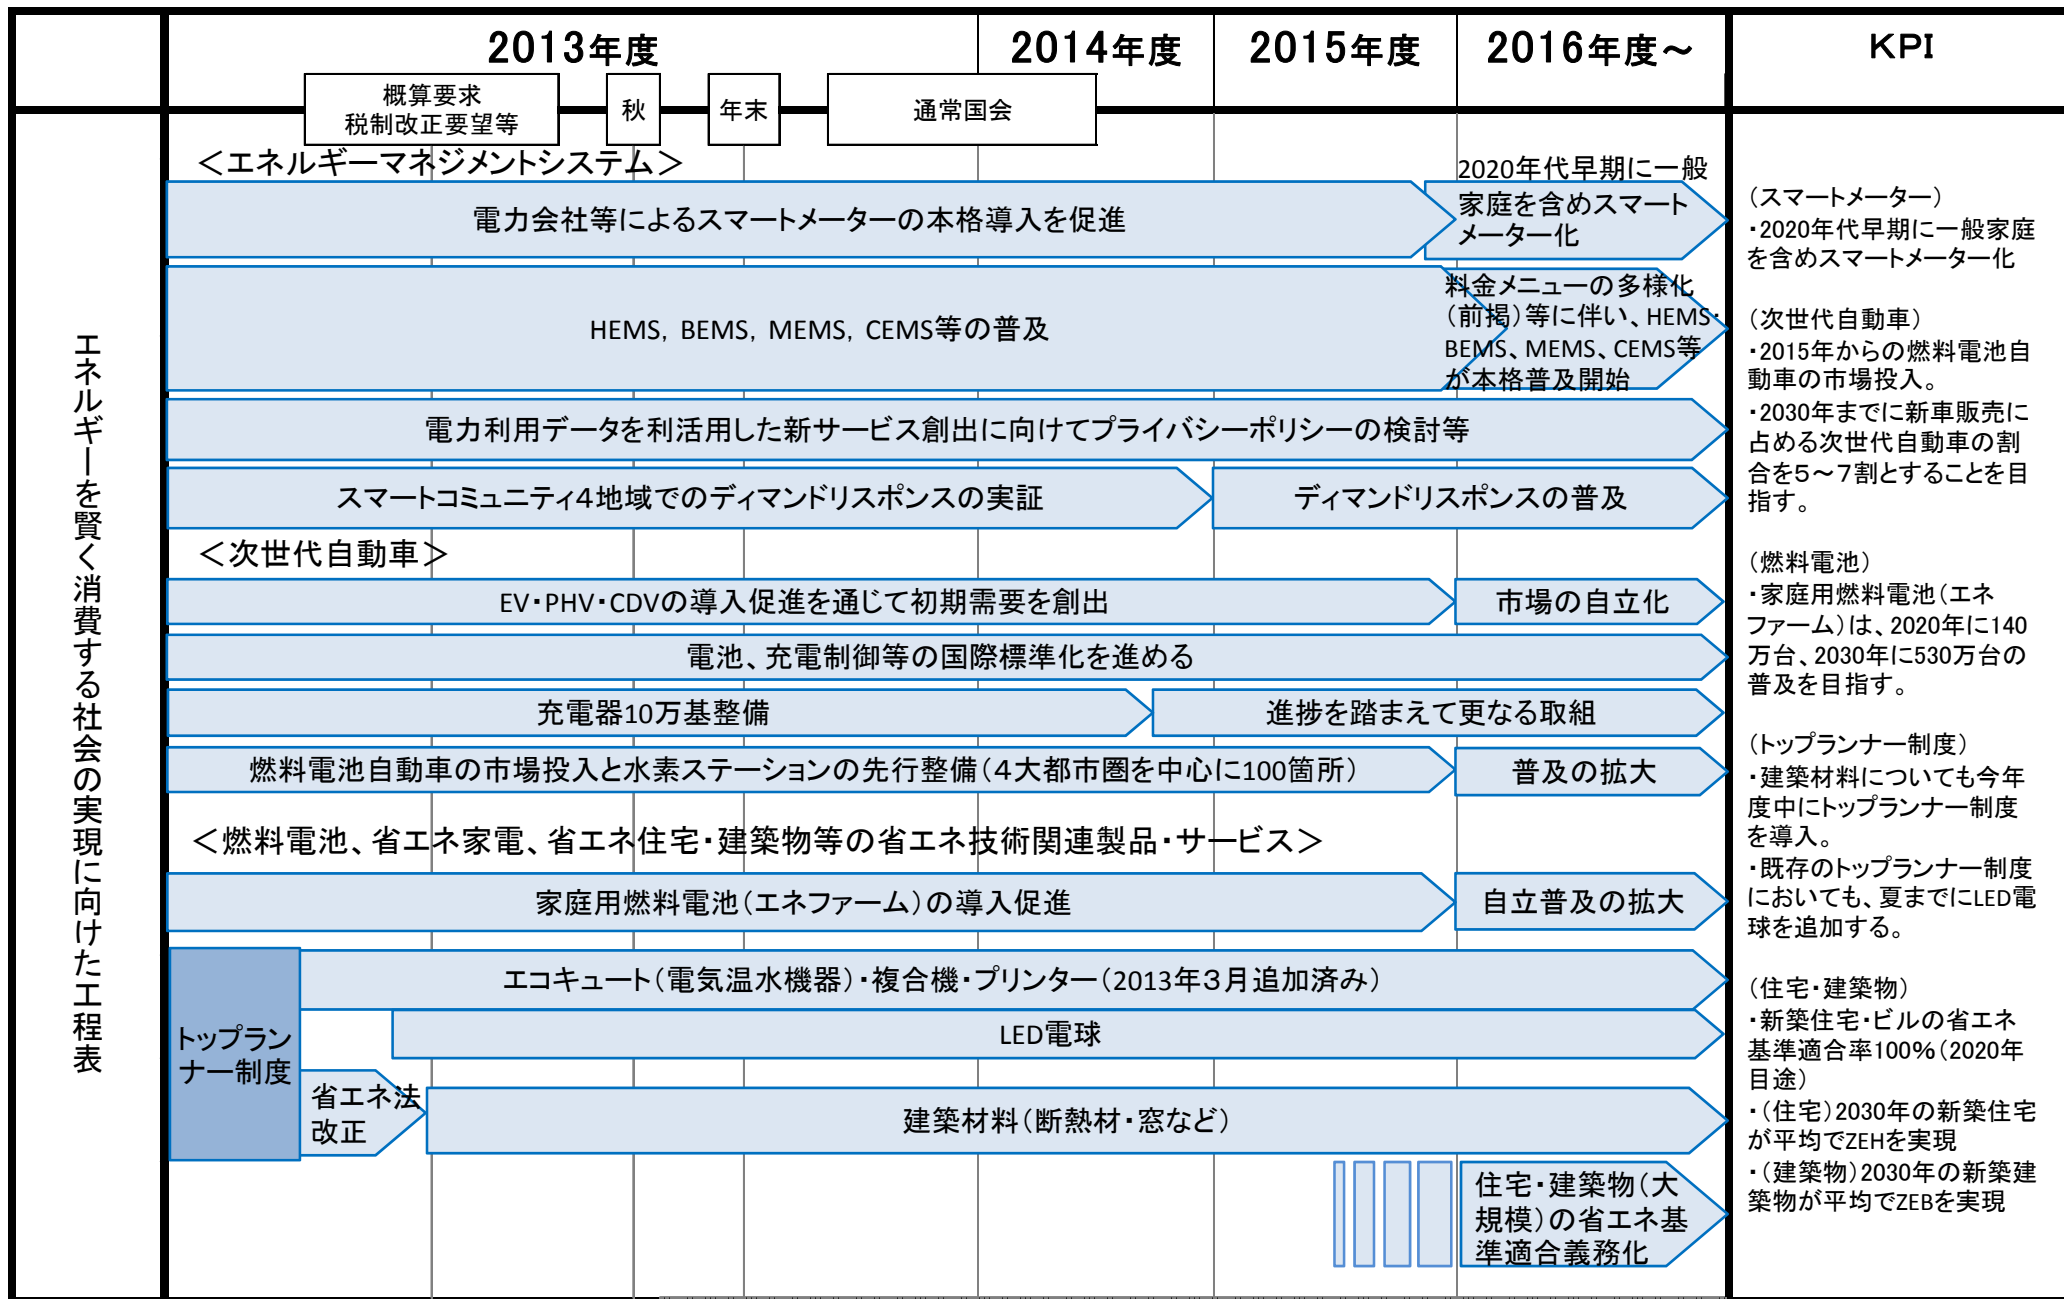 2013年度
2014年度
2015年度
2016年度～
KPI
概算要求
税制改正要望等
秋
年末
通常国会
エネルギーを賢く消費する社会の実現に向けた工程表
＜エネルギーマネジメントシステム＞
電力会社等によるスマートメーターの本格導入を促進
2020年代早期に一般
家庭を含めスマート
メーター化
HEMS, BEMS, MEMS, CEMS等の普及
料金メニューの多様化
（前掲）等に伴い、HEMS・
BEMS、MEMS、CEMS等
が本格普及開始
電力利用データを利活用した新サービス創出に向けてプライバシーポリシーの検討等
スマートコミュニティ４地域でのディマンドリスポンスの実証
ディマンドリスポンスの普及
＜次世代自動車＞
EV・PHV・CDVの導入促進を通じて初期需要を創出
市場の自立化
電池、充電制御等の国際標準化を進める
充電器10万基整備
進捗を踏まえて更なる取組
燃料電池自動車の市場投入と水素ステーションの先行整備（４大都市圏を中心に100箇所）
普及の拡大
＜燃料電池、省エネ家電、省エネ住宅・建築物等の省エネ技術関連製品・サービス＞
家庭用燃料電池（エネファーム）の導入促進
自立普及の拡大
トップラン
ナー制度
エコキュート（電気温水機器）・複合機・プリンター（2013年３月追加済み）
LED電球
省エネ法
改正
建築材料（断熱材・窓など）
住宅・建築物（大
規模）の省エネ基
準適合義務化
（スマートメーター）
・2020年代早期に一般家庭
を含めスマートメーター化
（次世代自動車）
・2015年からの燃料電池自
動車の市場投入。
・2030年までに新車販売に
占める次世代自動車の割
合を５～７割とすることを目
指す。
（燃料電池）
・家庭用燃料電池（エネ
ファーム）は、2020年に140
万台、2030年に530万台の
普及を目指す。
（トップランナー制度）
・建築材料についても今年
度中にトップランナー制度
を導入。
・既存のトップランナー制度
においても、夏までにLED電
球を追加する。
（住宅・建築物）
・新築住宅・ビルの省エネ
基準適合率100％（2020年
目途）
・（住宅）2030年の新築住宅
が平均でZEHを実現
・（建築物）2030年の新築建
築物が平均でZEBを実現